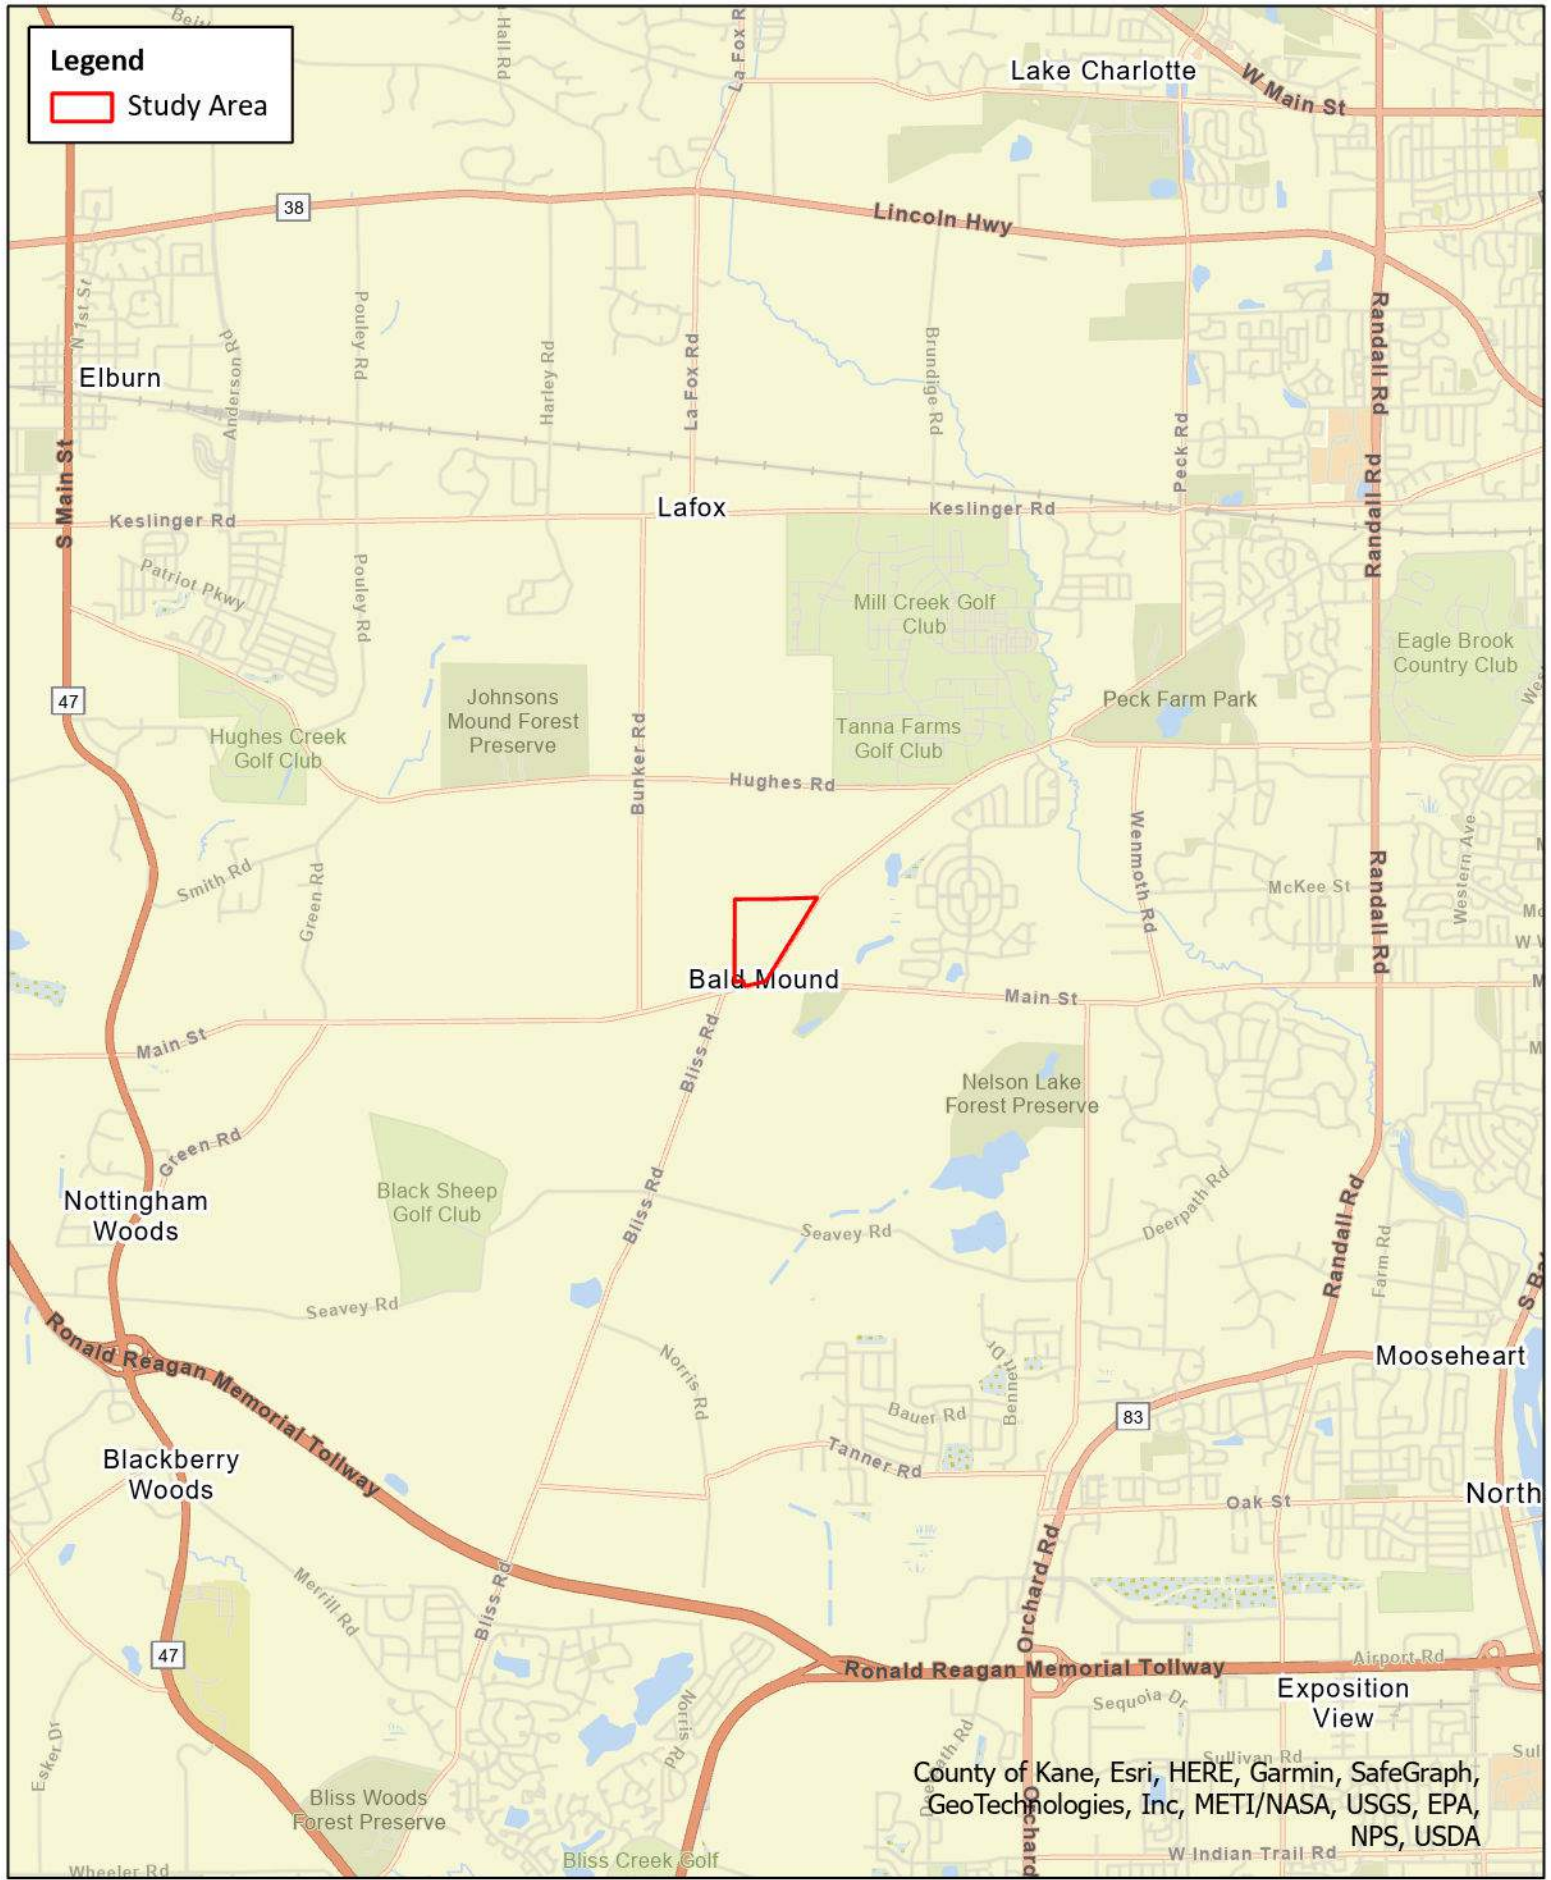 Legend
Study Area
Hall Rd
La Fox R
Lake Charlotte
W Main St
38
Lincoln Hwy
N 1st St
Pouley Rd
Randall Rd
Anderson Rd
Harley Rd
La Fox Rd
Brundige Rd
Elburn
Peck Rd
S Main St
Randall Rd
Lafox
Keslinger Rd
Keslinger Rd
Patriot Pkwy
Pouley Rd
Mill Creek Golf
Club
Eagle Brook
Country Club
47
Johnsons
Mound Forest
Preserve
Peck Farm Park
Hughes Creek
Golf Club
Bunker Rd
Tanna Farms
Golf Club
Hughes Rd
Smith Rd
Green Rd
Wenmoth Rd
McKee St
Randall Rd
Western Ave
Bald Mound
Main St
Main St
Bliss Rd
Nelson Lake
Forest Preserve
Green Rd
Nottingham
Woods
Black Sheep
Golf Club
Bliss Rd
Seavey Rd
Deerpath Rd
Randall Rd
Farm Rd
Seavey Rd
Ronald Reagan Memorial Tollway
Norris Rd
Bennett Dr
Mooseheart
Bauer Rd
83
Blackberry
Woods
Tanner Rd
Oak St
North
Merrill Rd
Bliss Rd
Orchard Rd
47
Ronald Reagan Memorial Tollway
Airport Rd
Exposition
View
Sequoia Dr
Norris Rd
Esker Dr
Deerpath Rd
Sullivan Rd
Sul
Bliss Woods
Forest Preserve
Orchard
County of Kane, Esri, HERE, Garmin, SafeGraph,
GeoTechnologies, Inc, METI/NASA, USGS, EPA,
NPS, USDA
W Indian Trail Rd
Bliss Creek Golf
Wheeler Rd